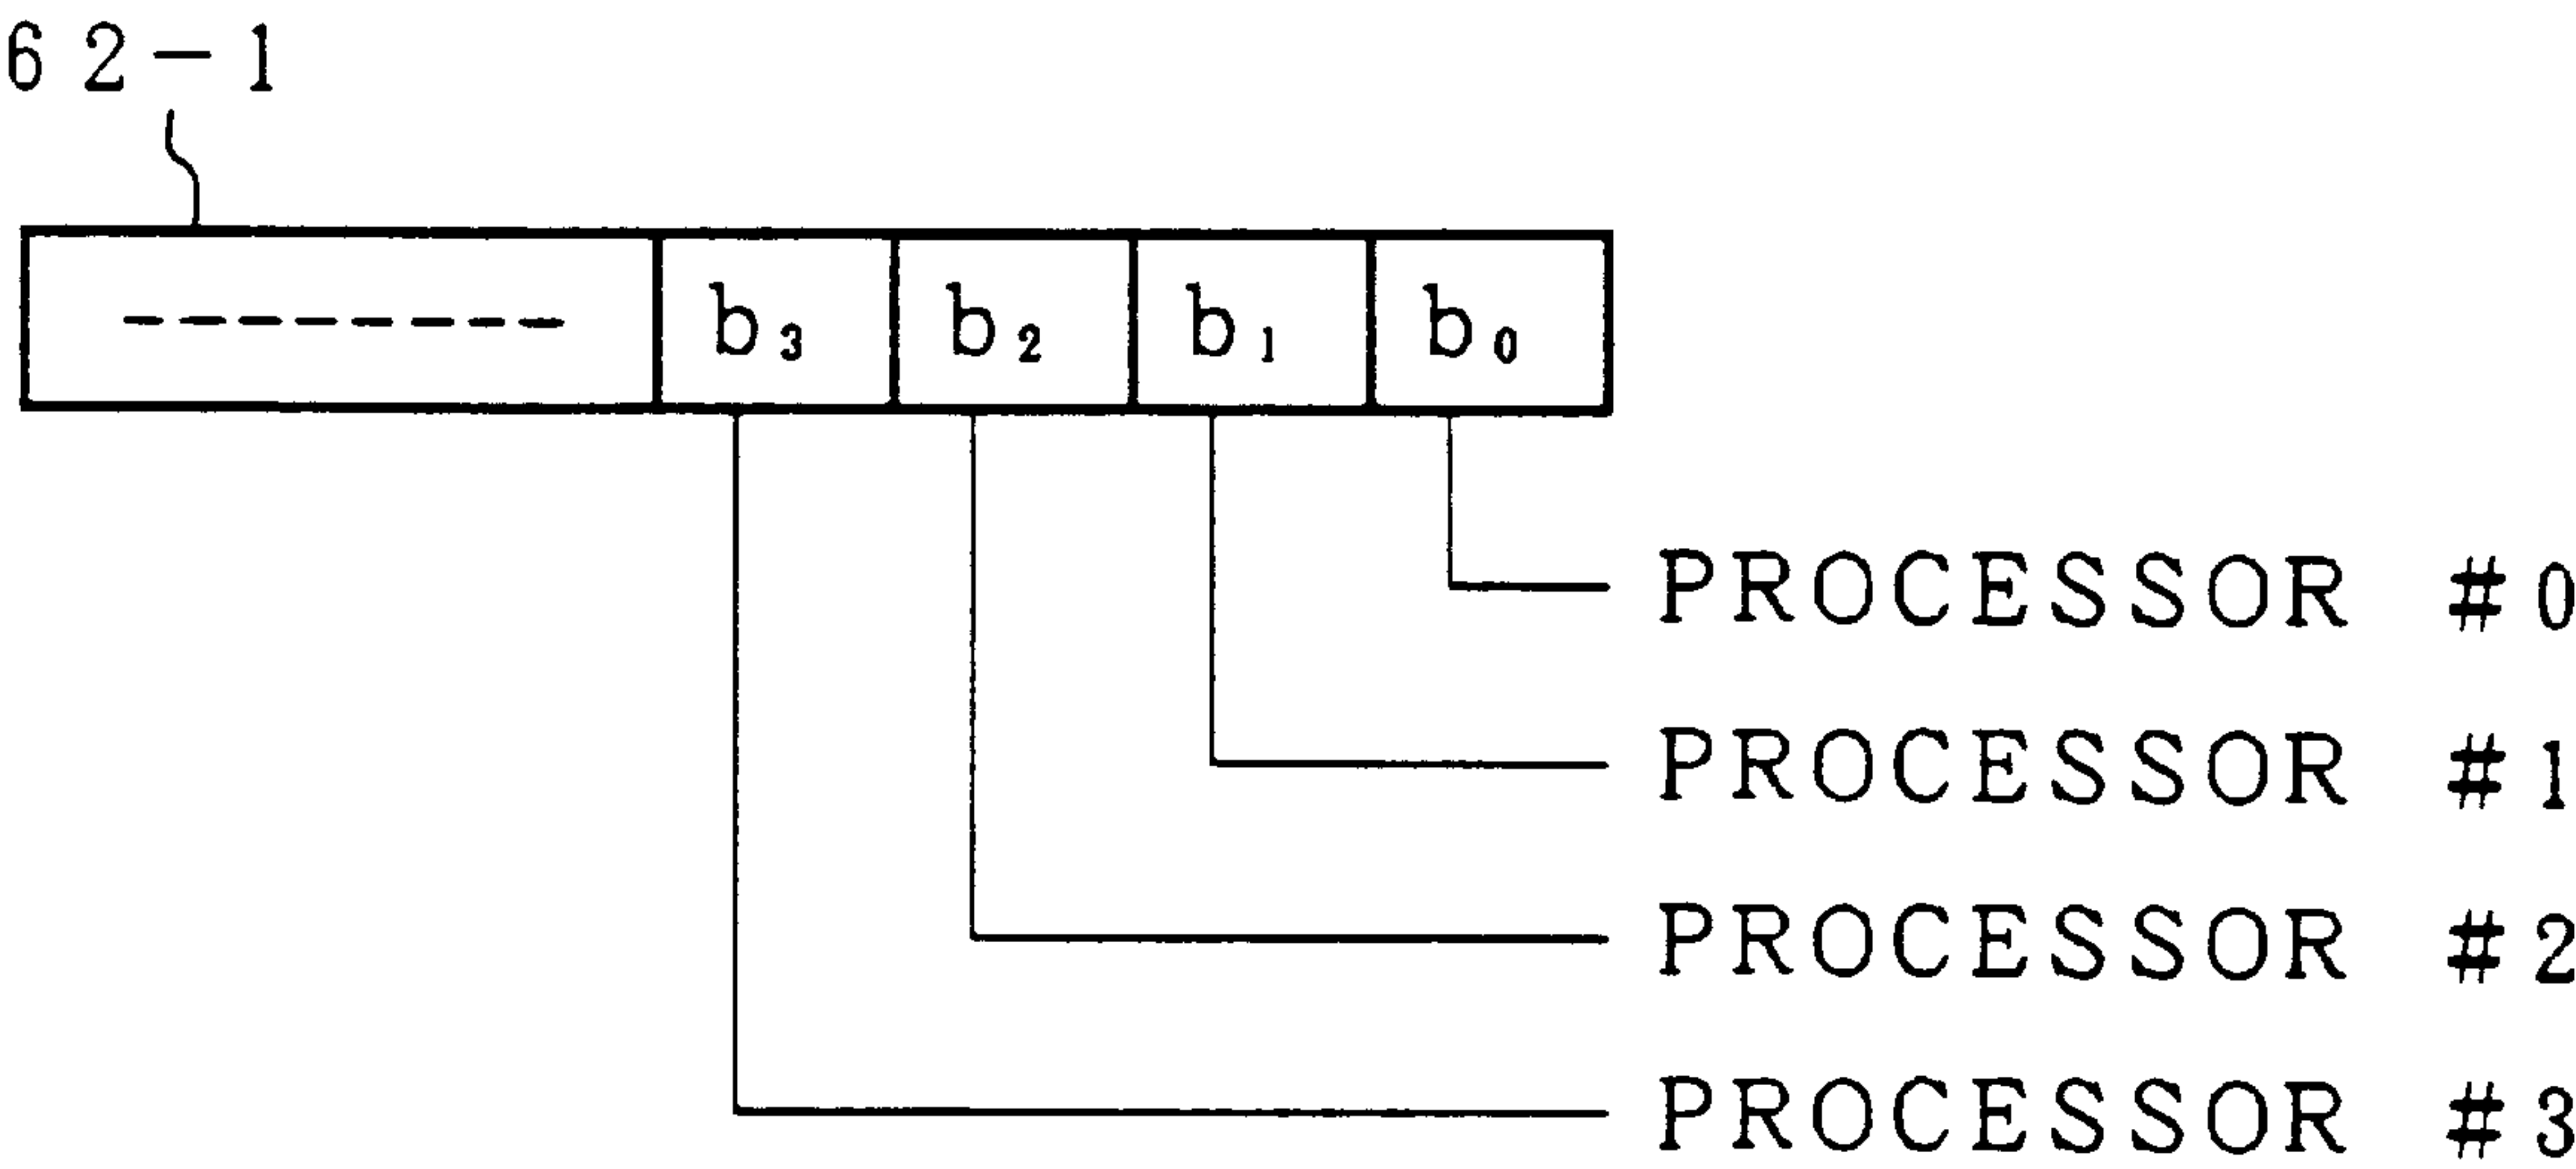 62-1
b3 b2 b1 b0
PROCESSOR #0
PROCESSOR #1
PROCESSOR #2
PROCESSOR #3